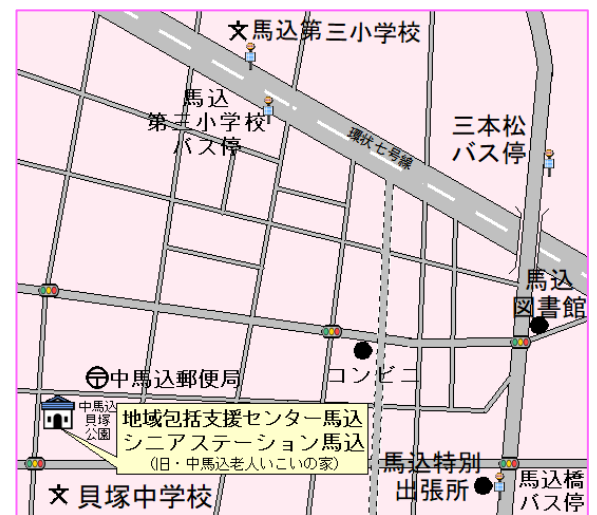 馬込第三小学校
馬込
第三小学校
バス停
環状七号線
三本松
バス停
馬込
図書館
コンビニ
中馬込郵便局
中馬込
貝塚
公園
地域包括支援センター馬込
シニアステーション馬込
(旧・中馬込老人いこいの家)
馬込特別
出張所
馬込橋
バス停
貝塚中学校